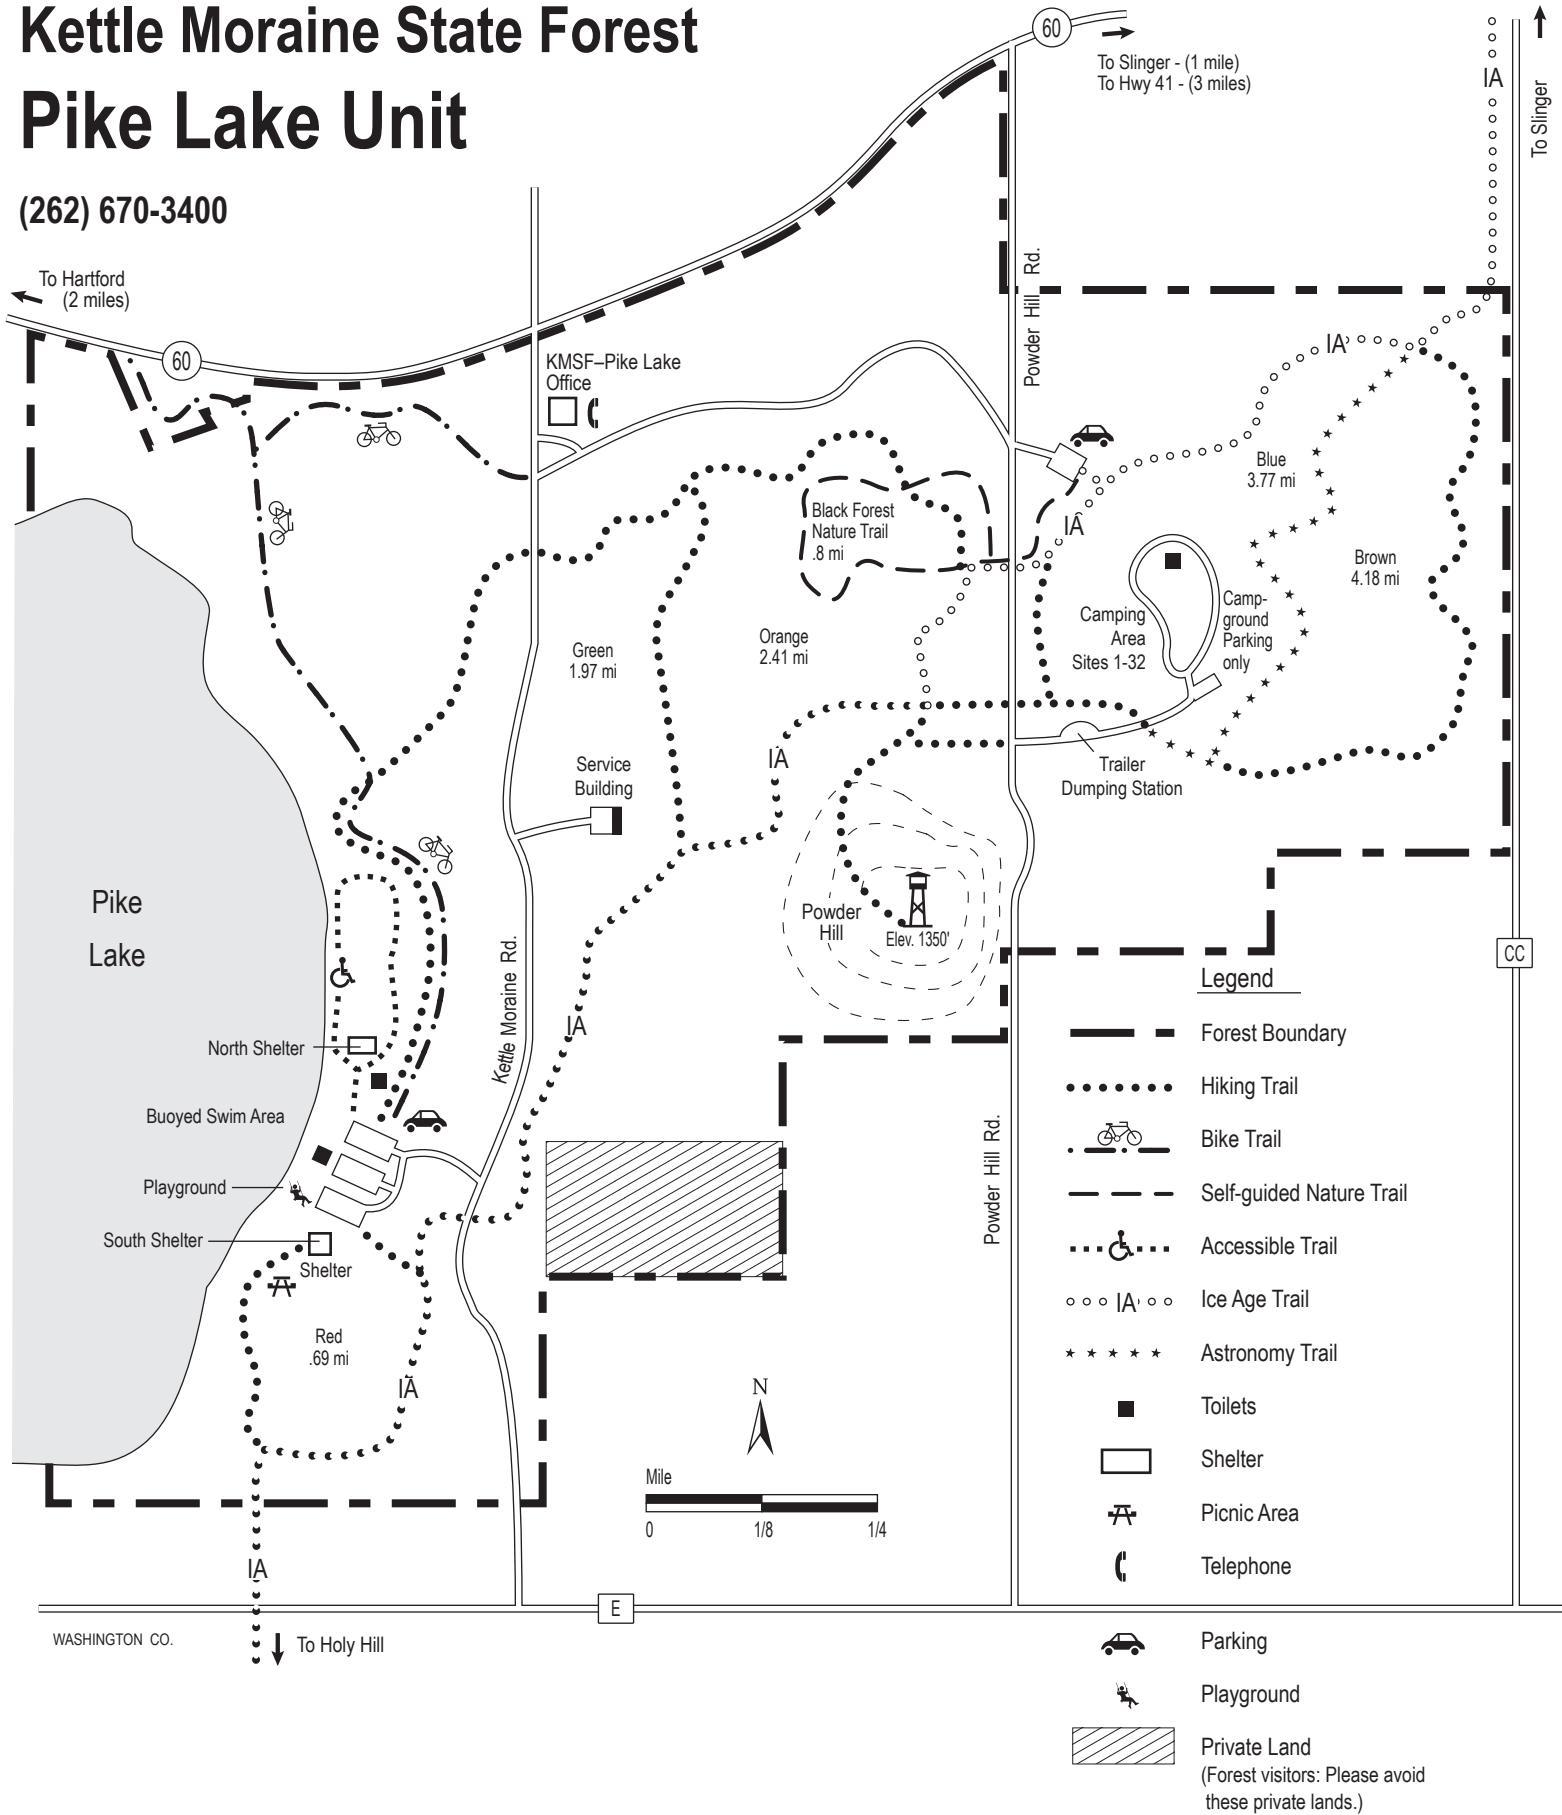 Kettle Moraine State Forest
Pike Lake Unit
(262) 670-3400
60
To Slinger - (1 mile)
To Hwy 41 - (3 miles)
IA
To Slinger
To Hartford
(2 miles)
60
KMSF–Pike Lake
Office
Powder Hill Rd.
IA
Blue
3.77 mi
Black Forest
Nature Trail
.8 mi
IA
Brown
4.18 mi
Camping
Area
Sites 1-32
Camp-
ground
Parking
only
Green
1.97 mi
Orange
2.41 mi
IA
Service
Building
Trailer
Dumping Station
Pike
Lake
Powder
Hill
Elev. 1350'
CC
Kettle Moraine Rd.
IA
North Shelter
Buoyed Swim Area
Playground
South Shelter
Shelter
Red
.69 mi
IA
Powder Hill Rd.
N
Mile
0
1/8
1/4
IA
E
WASHINGTON CO.
To Holy Hill
Legend
Forest Boundary
Hiking Trail
Bike Trail
Self-guided Nature Trail
Accessible Trail
IA
Ice Age Trail
Astronomy Trail
Toilets
Shelter
Picnic Area
Telephone
Parking
Playground
Private Land
(Forest visitors: Please avoid
these private lands.)